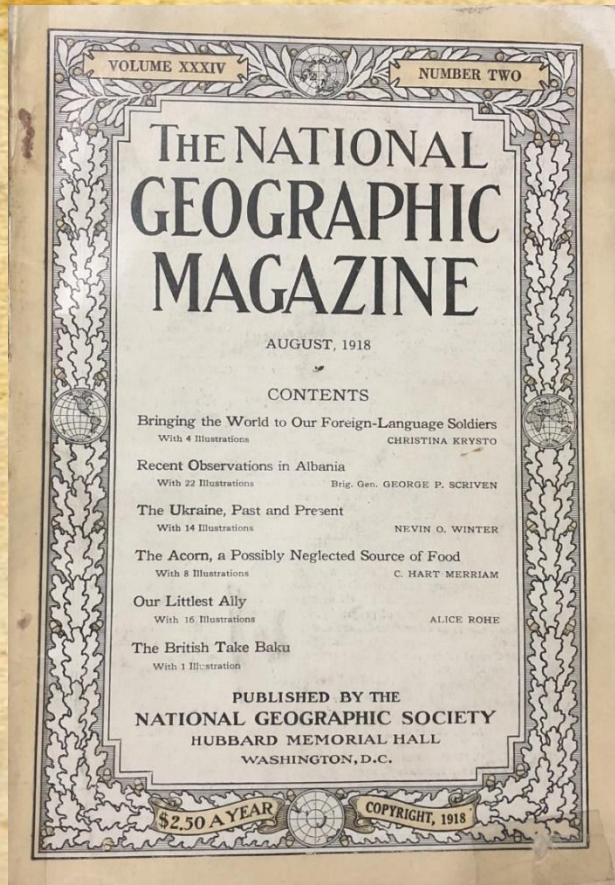 VOLUME XXXIV NUMBER TWO
THE NATIONAL
GEOGRAPHIC
MAGAZINE
AUGUST, 1918
CONTENTS
Bringing the World to Our Foreign-Language Soldiers
With 4 Illustrations CHRISTINA KRYSTO
Recent Observations in Albania
With 22 Illustrations Brig. Gen. GEORGE P. SCRIVEN
The Ukraine, Past and Present
With 14 Illustrations NEVIN O. WINTER
The Acorn, a Possibly Neglected Source of Food
With 8 Illustrations C. HART MERRIAM
Our Littlest Ally
With 16 Illustrations ALICE ROHE
The British Take Baku
With 1 Illustration
PUBLISHED BY THE
NATIONAL GEOGRAPHIC SOCIETY
HUBBARD MEMORIAL HALL
WASHINGTON, D.C.
$2.50 A YEAR COPYRIGHT, 1918